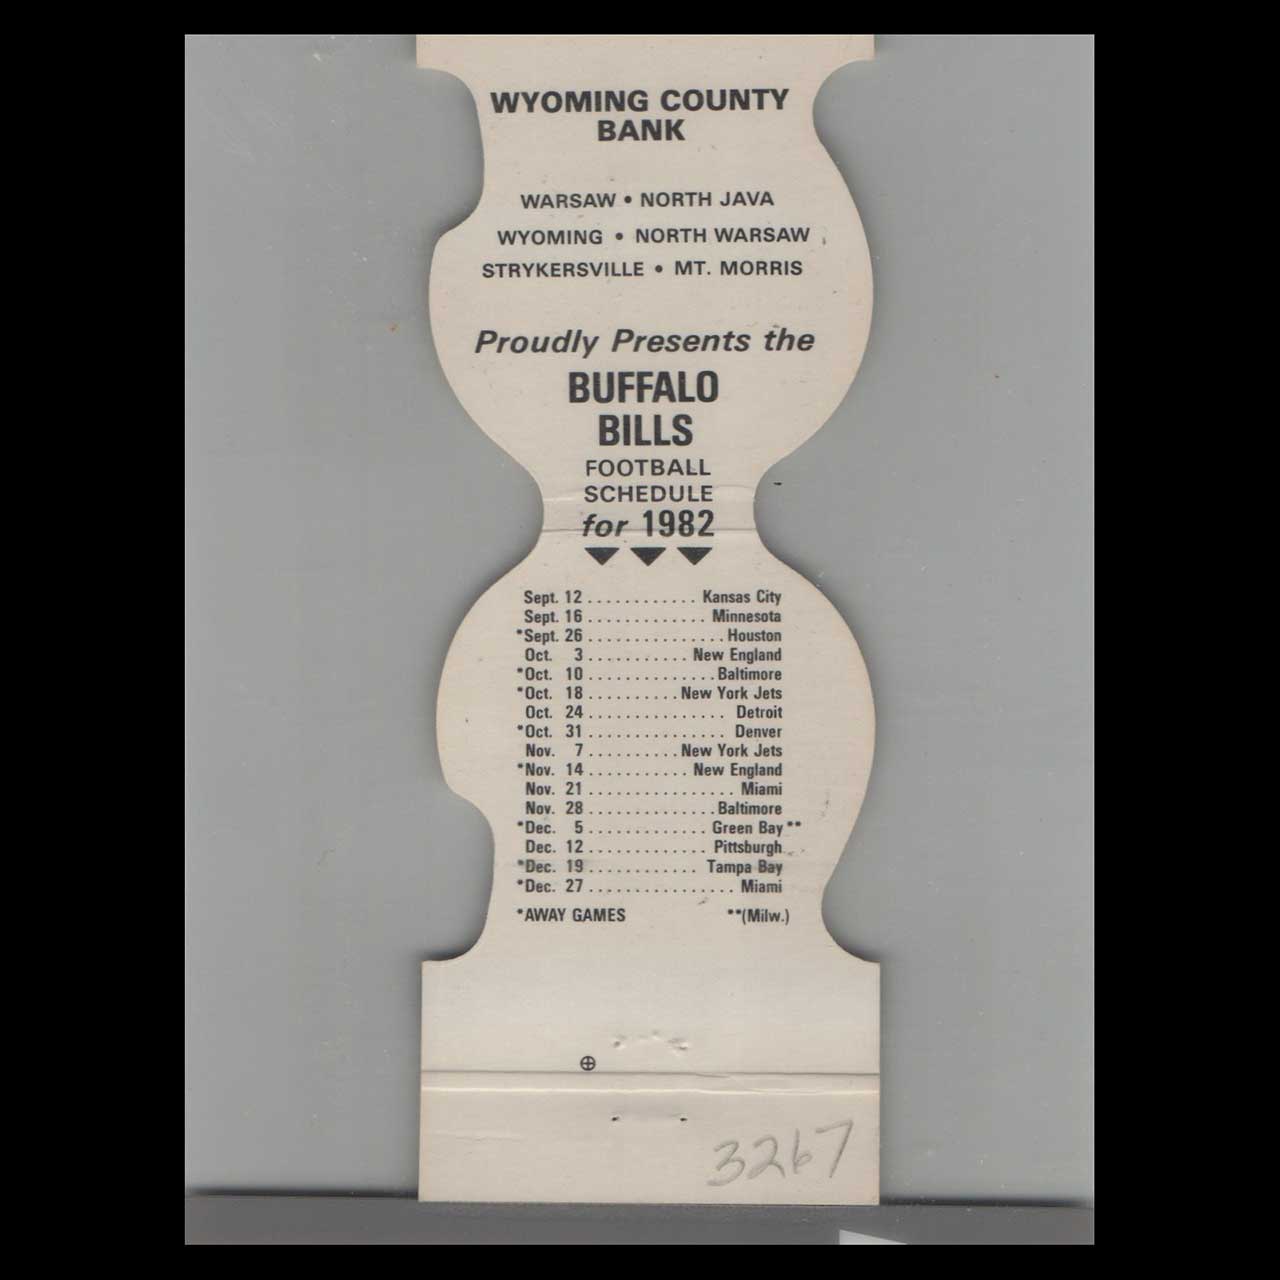 WYOMING COUNTY
BANK
WARSAW • NORTH JAVA
WYOMING • NORTH WARSAW
STRYKERSVILLE • MT. MORRIS
Proudly Presents the
BUFFALO
BILLS
FOOTBALL
SCHEDULE
for 1982
Sept. 12 ............ Kansas City
Sept. 16 ............. Minnesota
*Sept. 26 ............... Houston
Oct. 3 ........... New England
*Oct. 10 .............. Baltimore
*Oct. 18 .......... New York Jets
Oct. 24 ............... Detroit
*Oct. 31 ............... Denver
Nov. 7 .......... New York Jets
*Nov. 14 ........... New England
Nov. 21 ................ Miami
Nov. 28 .............. Baltimore
*Dec. 5 ............. Green Bay**
Dec. 12 ............. Pittsburgh
*Dec. 19 ............ Tampa Bay
*Dec. 27 ................ Miami
*AWAY GAMES **(Milw.)
3267